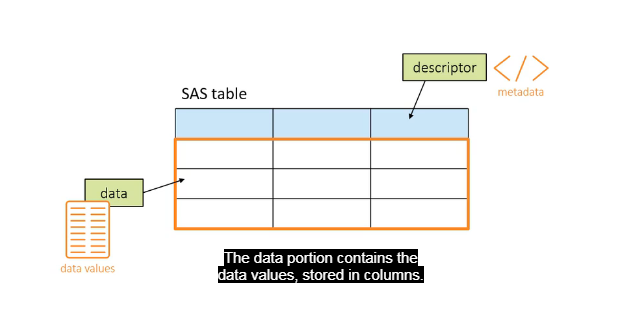 descriptor
metadata
SAS table
data
data values
The data portion contains the
data values, stored in columns.